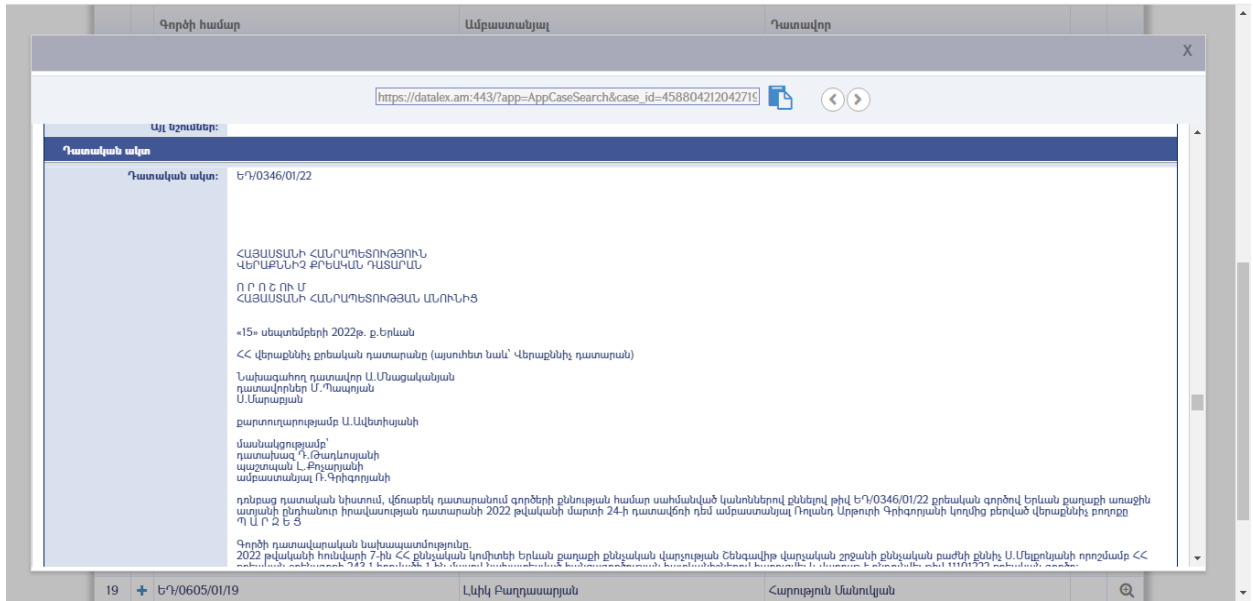 Գործի համար Ամբաստանյալ Դատավոր
X
https://datalex.am:443/?app=AppCaseSearch&case_id=458804212042719
Այլ նշումներ:
Դատական ակտ
Դատական ակտ: ԵԴ/0346/01/22
ՀԱՅԱՍՏԱՆԻ ՀԱՆՐԱՊԵՏՈՒԹՅՈՒՆ
ՎԵՐԱՔՆՆԻՉ ՔՐԵԱԿԱՆ ԴԱՏԱՐԱՆ
Ո Ր Ո Շ ՈՒ Մ
ՀԱՅԱՍՏԱՆԻ ՀԱՆՐԱՊԵՏՈՒԹՅԱՆ ԱՆՈՒՆԻՑ
«15» սեպտեմբերի 2022թ. ք.Երևան
ՀՀ վերաքննիչ քրեական դատարանը (այսուհետ նաև՝ Վերաքննիչ դատարան)
Նախագահող դատավոր Ա.Մնացականյան
դատավորներ Մ.Պապոյան
Ս.Մարաբյան
քարտուղարությամբ Ա.Ավետիսյանի
մասնակցությամբ՝
դատախազ Դ.Թադևոսյանի
պաշտպան Լ.Քոչարյանի
ամբաստանյալ Ռ.Գրիգորյանի
դռնբաց դատական նիստում, վճռաբեկ դատարանում գործերի քննության համար սահմանված կանոններով քննելով թիվ ԵԴ/0346/01/22 քրեական գործով Երևան քաղաքի առաջին
ատյանի ընդհանուր իրավասության դատարանի 2022 թվականի մարտի 24-ի դատավճռի դեմ ամբաստանյալ Ռոլանդ Արթուրի Գրիգորյանի կողմից բերված վերաքննիչ բողոքը
Պ Ա Ր Զ Ե Ց
Գործի դատավարական նախապատմությունը.
2022 թվականի հունվարի 7-ին ՀՀ քննչական կոմիտեի Երևան քաղաքի քննչական վարչության Շենգավիթ վարչական շրջանի քննչական բաժնի քննիչ Ս.Մելքոնյանի որոշմամբ ՀՀ
19 ԵԴ/0605/01/19 Լևիկ Բաղդասարյան Հարություն Մանուկյան